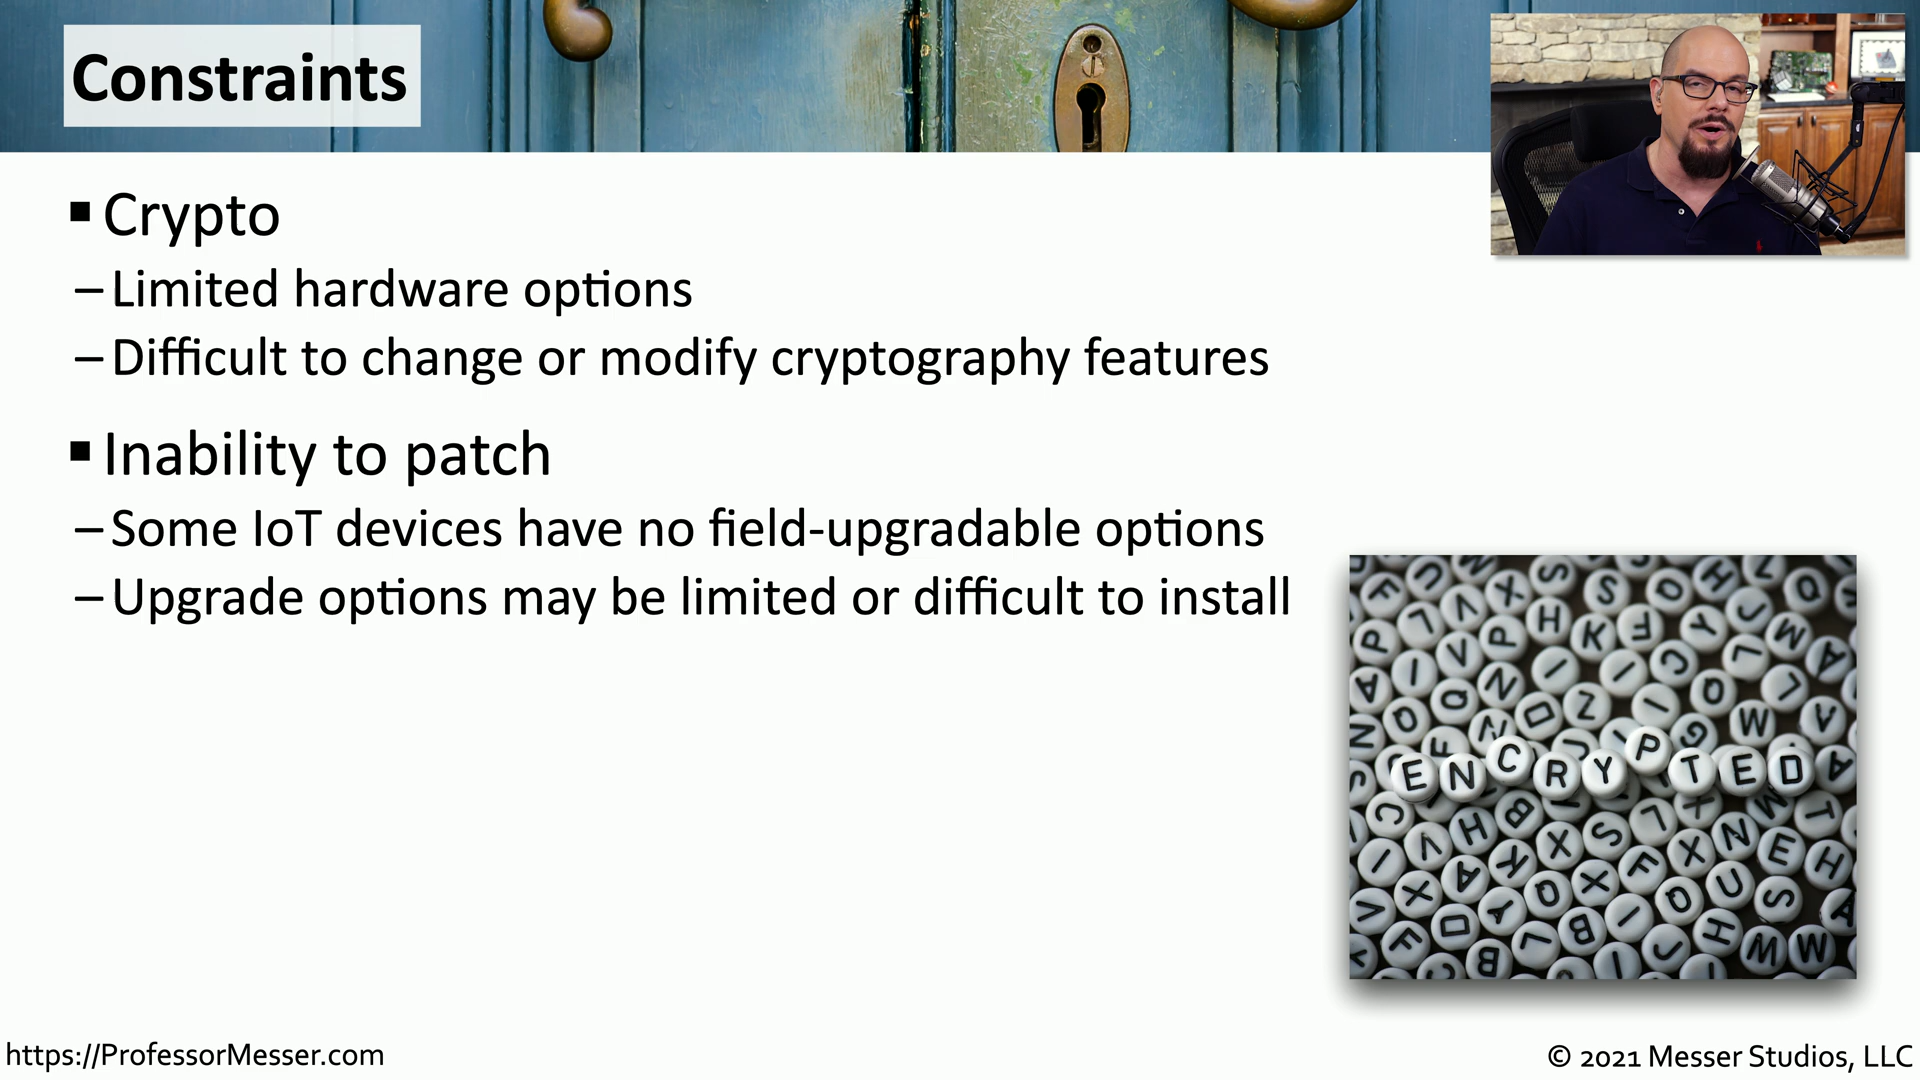 Constraints
▪ Crypto
– Limited hardware options
– Difficult to change or modify cryptography features
▪ Inability to patch
– Some IoT devices have no field-upgradable options
– Upgrade options may be limited or difficult to install
ENCRYPTED
https://ProfessorMesser.com
© 2021 Messer Studios, LLC